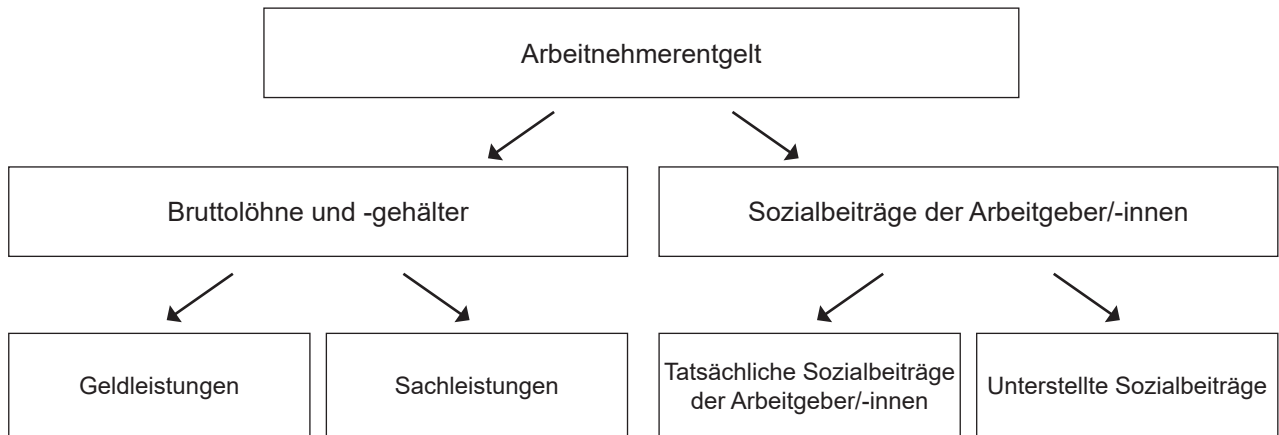 Arbeitnehmerentgelt
Bruttolöhne und -gehälter
Sozialbeiträge der Arbeitgeber/-innen
Geldleistungen
Sachleistungen
Tatsächliche Sozialbeiträge
der Arbeitgeber/-innen
Unterstellte Sozialbeiträge